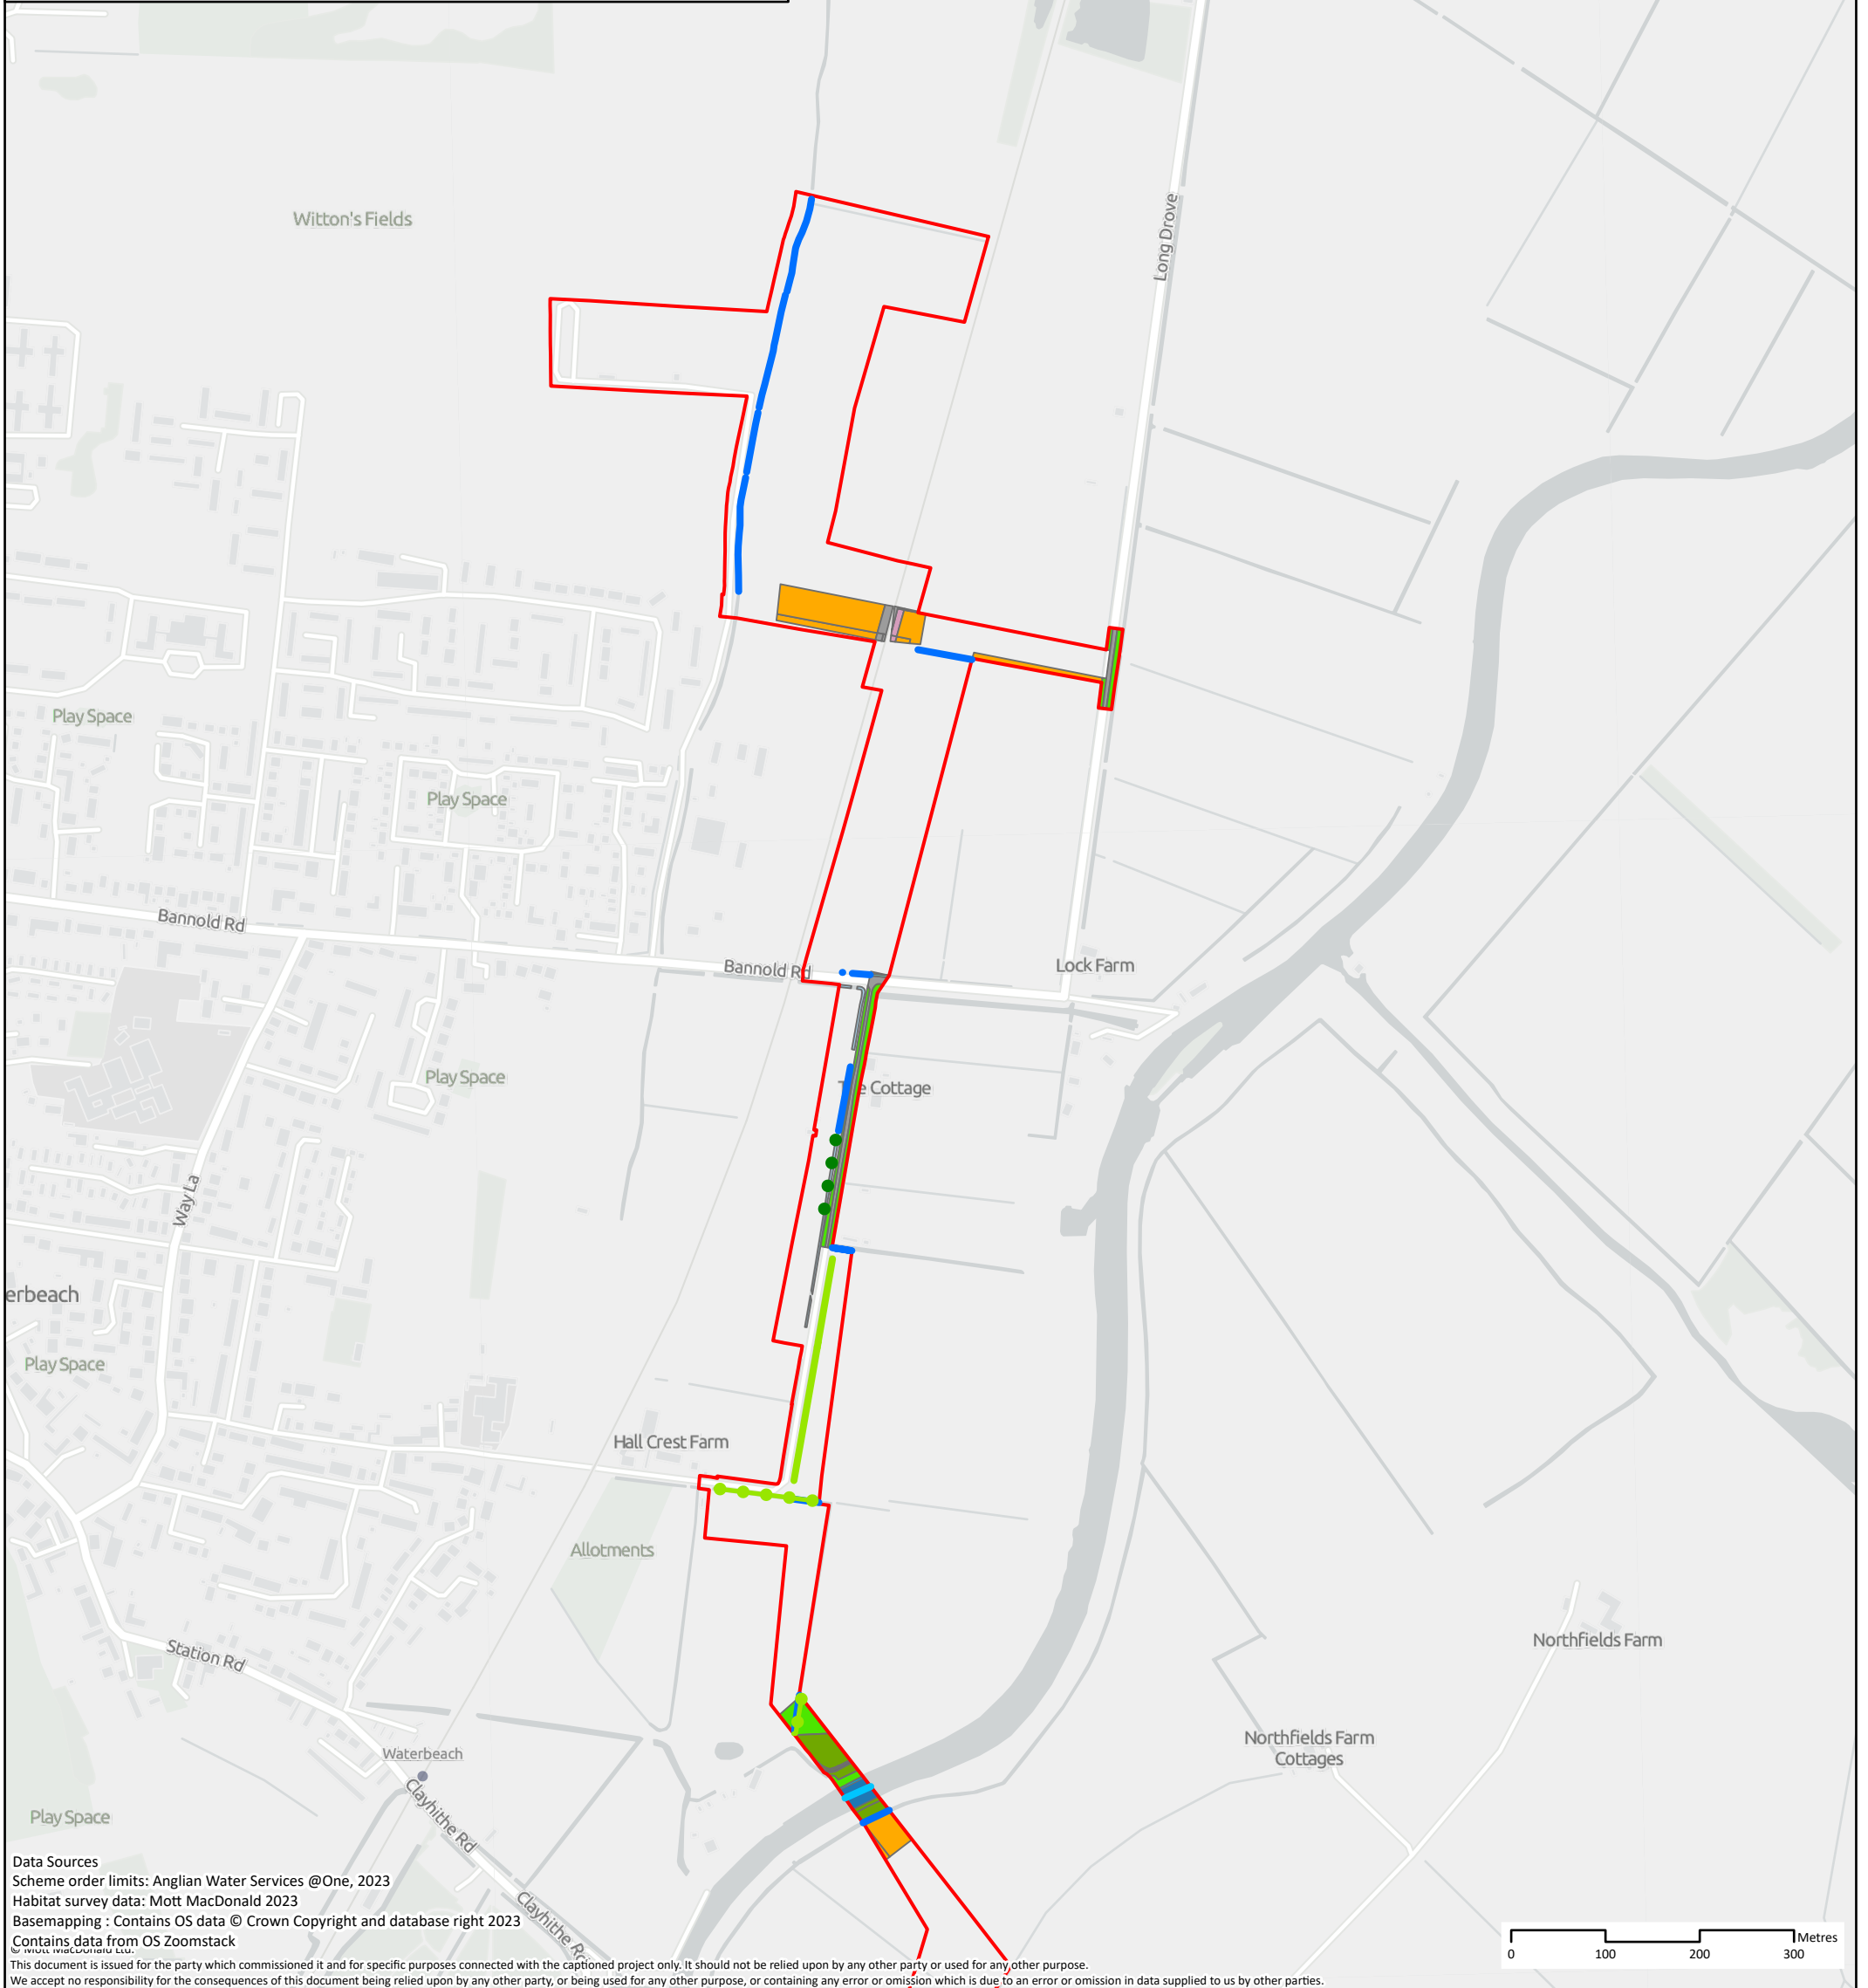 Witton's Fields
Long Drove
Play Space
Play Space
Bannold Rd
Bannold Rd
Lock Farm
Play Space
Cottage
Way La
erbeach
Play Space
Hall Crest Farm
Allotments
Station Rd
Northfields Farm
Northfields Farm
Cottages
Waterbeach
Clayhithe Rd
Play Space
Clayhithe Rd
Data Sources
Scheme order limits: Anglian Water Services @One, 2023
Habitat survey data: Mott MacDonald 2023
Basemapping : Contains OS data © Crown Copyright and database right 2023
Contains data from OS Zoomstack
© Mott MacDonald Ltd.
This document is issued for the party which commissioned it and for specific purposes connected with the captioned project only. It should not be relied upon by any other party or used for any other purpose.
We accept no responsibility for the consequences of this document being relied upon by any other party, or being used for any other purpose, or containing any error or omission which is due to an error or omission in data supplied to us by other parties.
Metres
0 100 200 300